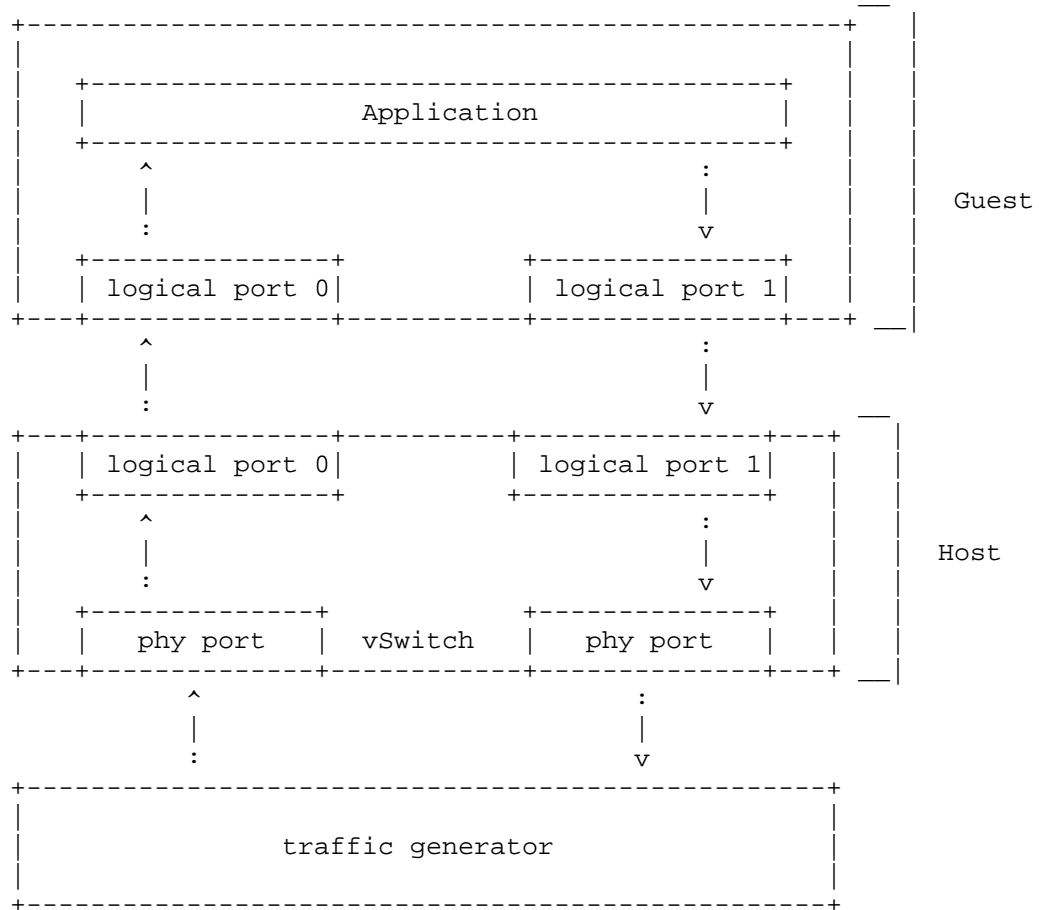 Application
Guest
logical port 0 logical port 1
logical port 0 logical port 1
Host
phy port vSwitch phy port
traffic generator